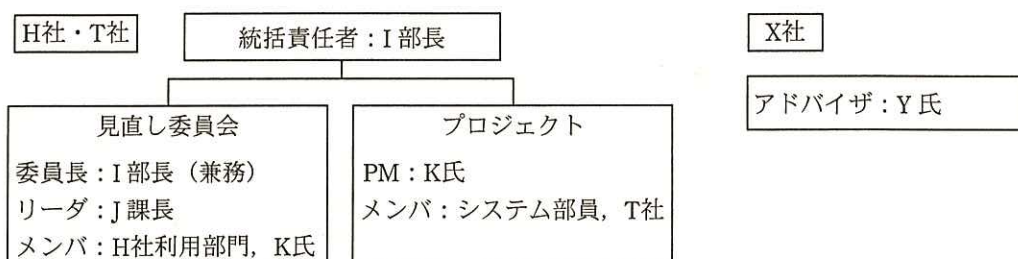 H社・T社
統括責任者：I部長
X社
アドバイザ：Y氏
見直し委員会
委員長：I部長（兼務）
リーダ：J課長
メンバ：H社利用部門，K氏
プロジェクト
PM：K氏
メンバ：システム部員，T社